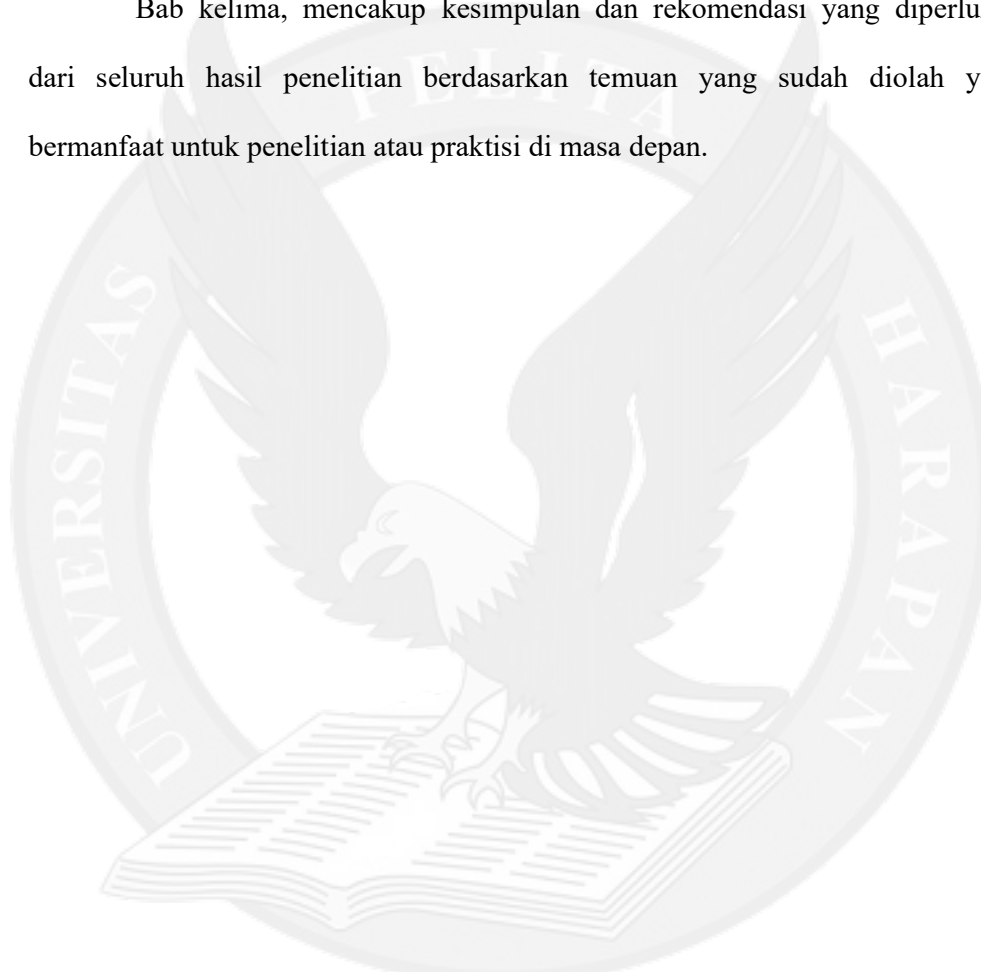 Bab kelima, mencakup kesimpulan dan rekomendasi yang diperlu
dari seluruh hasil penelitian berdasarkan temuan yang sudah diolah y
bermanfaat untuk penelitian atau praktisi di masa depan.
UNIVERSITAS PELITA HARAPAN